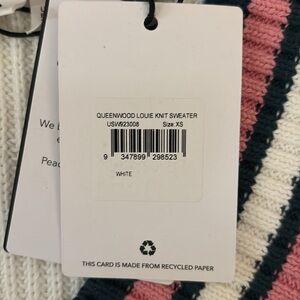 QUEENWOOD LOUIE KNIT SWEATER
USW923008 Size: XS
9 347899 298523
WHITE
THIS CARD IS MADE FROM RECYCLED PAPER
We
Peac